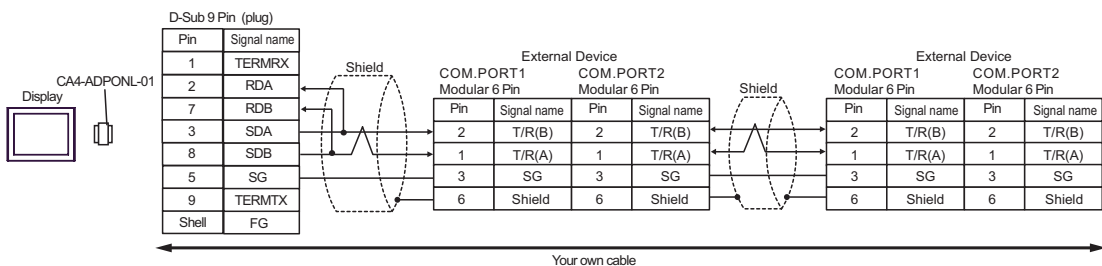 D-Sub 9 Pin (plug)
Pin Signal name
1 TERMRX
2 RDA
7 RDB
3 SDA
8 SDB
5 SG
9 TERMTX
Shell FG
Display
CA4-ADPONL-01
Shield
External Device
COM.PORT1 COM.PORT2
Modular 6 Pin Modular 6 Pin
Pin Signal name Pin Signal name
2 T/R(B) 2 T/R(B)
1 T/R(A) 1 T/R(A)
3 SG 3 SG
6 Shield 6 Shield
Shield
External Device
COM.PORT1 COM.PORT2
Modular 6 Pin Modular 6 Pin
Pin Signal name Pin Signal name
2 T/R(B) 2 T/R(B)
1 T/R(A) 1 T/R(A)
3 SG 3 SG
6 Shield 6 Shield
Your own cable